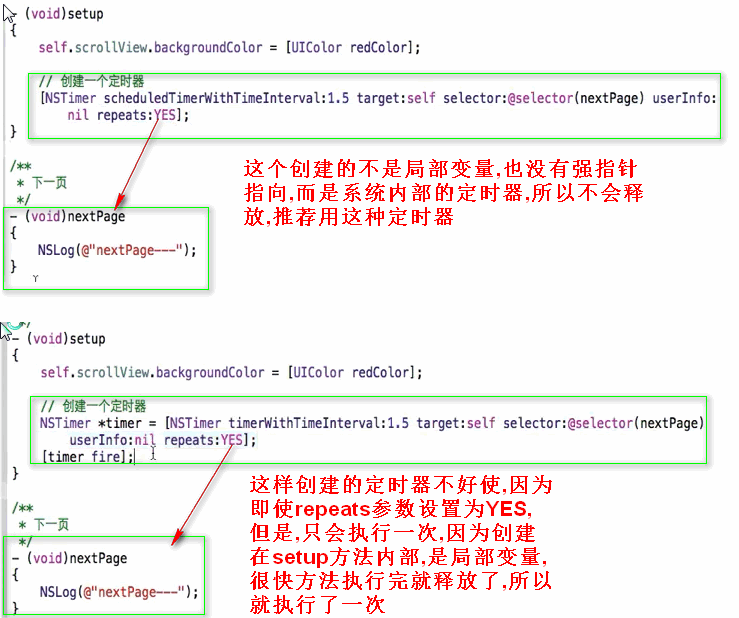 - (void)setup
{
self.scrollView.backgroundColor = [UIColor redColor];
// 创建一个定时器
[NSTimer scheduledTimerWithTimeInterval:1.5 target:self selector:@selector(nextPage) userInfo:
nil repeats:YES];
}
这个创建的不是局部变量,也没有强指针
指向,而是系统内部的定时器,所以不会释
放,推荐用这种定时器
/**
* 下一页
*/
- (void)nextPage
{
NSLog(@"nextPage---");
}
*/
- (void)setup
{
self.scrollView.backgroundColor = [UIColor redColor];
// 创建一个定时器
NSTimer *timer = [NSTimer timerWithTimeInterval:1.5 target:self selector:@selector(nextPage)
userInfo:nil repeats:YES];
[timer fire];
}
这样创建的定时器不好使,因为
即使repeats参数设置为YES,
但是,只会执行一次,因为创建
在setup方法内部,是局部变量,
很快方法执行完就释放了,所以
就执行了一次
/**
* 下一页
*/
- (void)nextPage
{
NSLog(@"nextPage---");
}